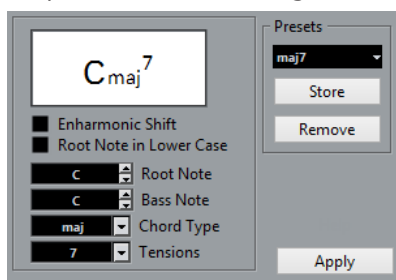 Cmaj7
Enharmonic Shift
Root Note in Lower Case
C Root Note
C Bass Note
maj Chord Type
7 Tensions
Presets
maj7
Store
Remove
Apply